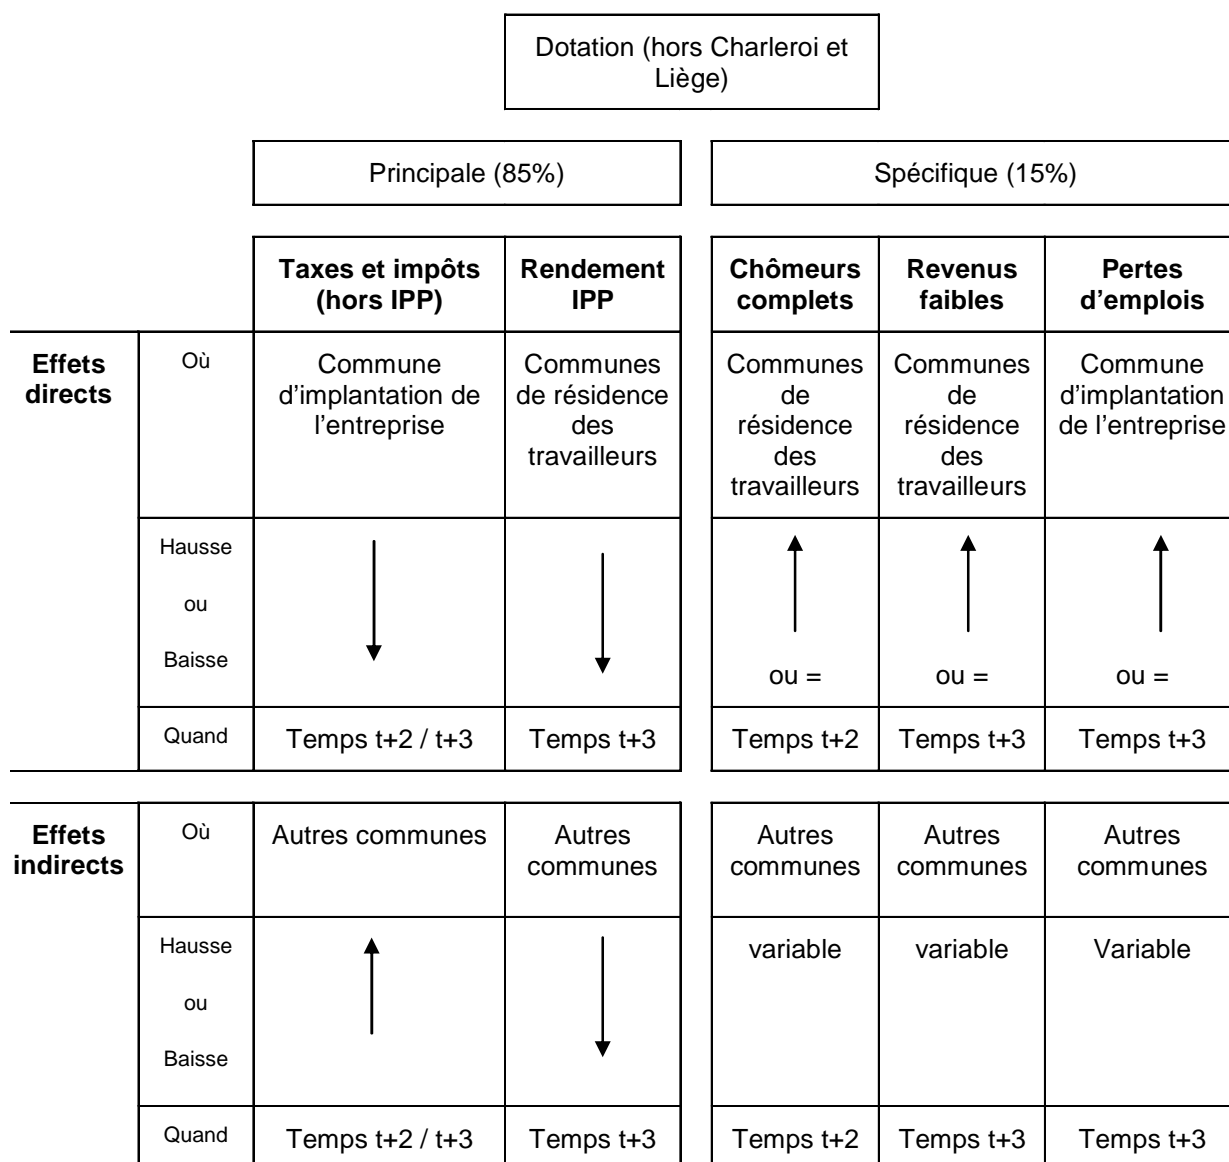 Dotation (hors Charleroi et
Liège)
Principale (85%)
Spécifique (15%)
Taxes et impôts
(hors IPP)
Rendement
IPP
Chômeurs
complets
Revenus
faibles
Pertes
d’emplois
Effets
directs
Où
Commune
d’implantation de
l’entreprise
Communes
de résidence
des
travailleurs
Communes
de
résidence
des
travailleurs
Communes
de
résidence
des
travailleurs
Commune
d’implantation
de l’entreprise
Hausse
ou
Baisse
ou =
ou =
ou =
Quand
Temps t+2 / t+3
Temps t+3
Temps t+2
Temps t+3
Temps t+3
Effets
indirects
Où
Autres communes
Autres
communes
Autres
communes
Autres
communes
Autres
communes
Hausse
ou
Baisse
variable
variable
Variable
Quand
Temps t+2 / t+3
Temps t+3
Temps t+2
Temps t+3
Temps t+3